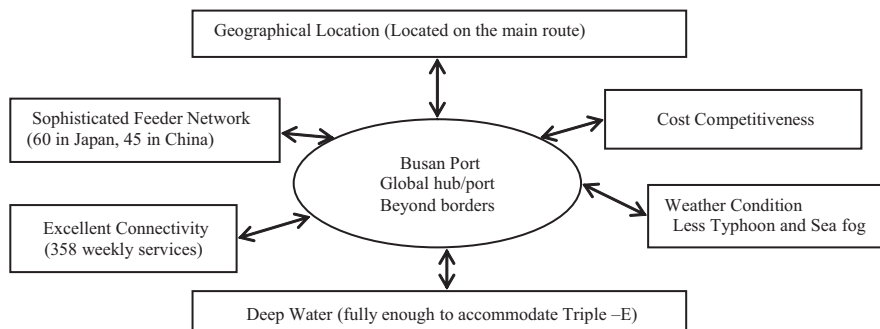 Geographical Location (Located on the main route)
Sophisticated Feeder Network
(60 in Japan, 45 in China)
Cost Competitiveness
Busan Port
Global hub/port
Beyond borders
Excellent Connectivity
(358 weekly services)
Weather Condition
Less Typhoon and Sea fog
Deep Water (fully enough to accommodate Triple –E)